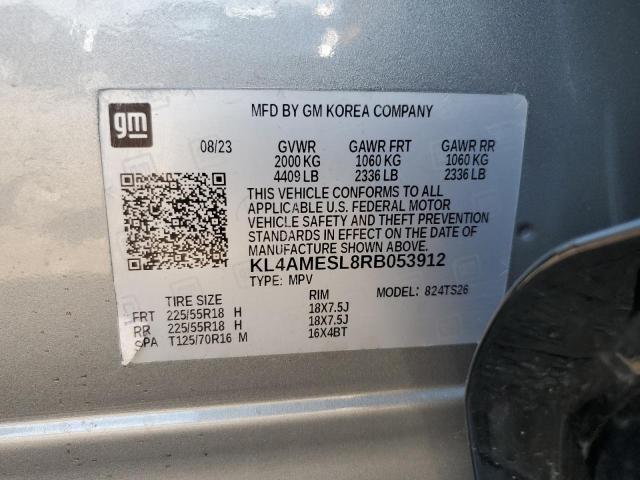 gm
MFD BY GM KOREA COMPANY
08/23 GVWR GAWR FRT GAWR RR
2000 KG 1060 KG 1060 KG
4409 LB 2336 LB 2336 LB
THIS VEHICLE CONFORMS TO ALL
APPLICABLE U.S. FEDERAL MOTOR
VEHICLE SAFETY AND THEFT PREVENTION
STANDARDS IN EFFECT ON THE DATE OF
MANUFACTURE SHOWN ABOVE.
KL4AMESL8RB053912
TYPE: MPV MODEL: 824TS26
TIRE SIZE RIM
FRT 225/55R18 H 18X7.5J
RR 225/55R18 H 18X7.5J
SPA T125/70R16 M 16X4BT